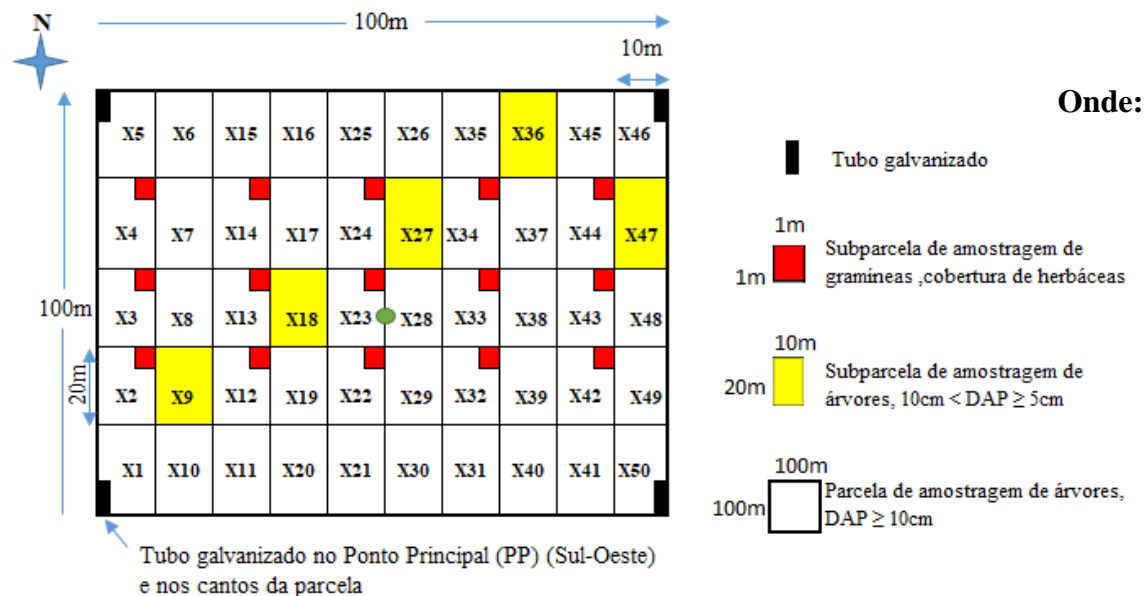 N
100m
10m
Onde:
X5 X6 X15 X16 X25 X26 X35 X36 X45 X46
X4 X7 X14 X17 X24 X27 X34 X37 X44 X47
100m
X3 X8 X13 X18 X23 X28 X33 X38 X43 X48
20m
X2 X9 X12 X19 X22 X29 X32 X39 X42 X49
X1 X10 X11 X20 X21 X30 X31 X40 X41 X50
Tubo galvanizado no Ponto Principal (PP) (Sul-Oeste)
e nos cantos da parcela
Tubo galvanizado
1m
1m
Subparcela de amostragem de
gramíneas ,cobertura de herbáceas
10m
20m
Subparcela de amostragem de
árvores, 10cm < DAP ≥ 5cm
100m
100m
Parcela de amostragem de árvores,
DAP ≥ 10cm